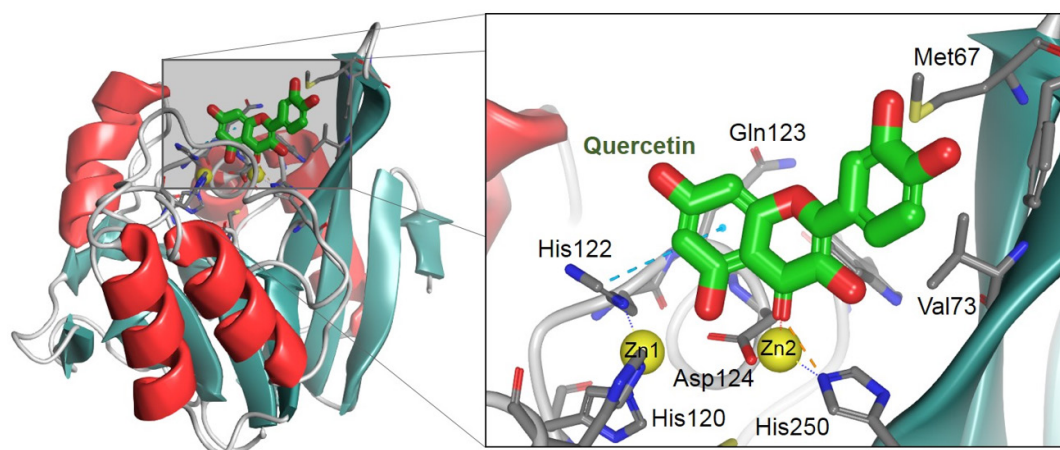 Met67
Gln123
Quercetin
His122
Val73
Zn1
Zn2
Asp124
His120
His250